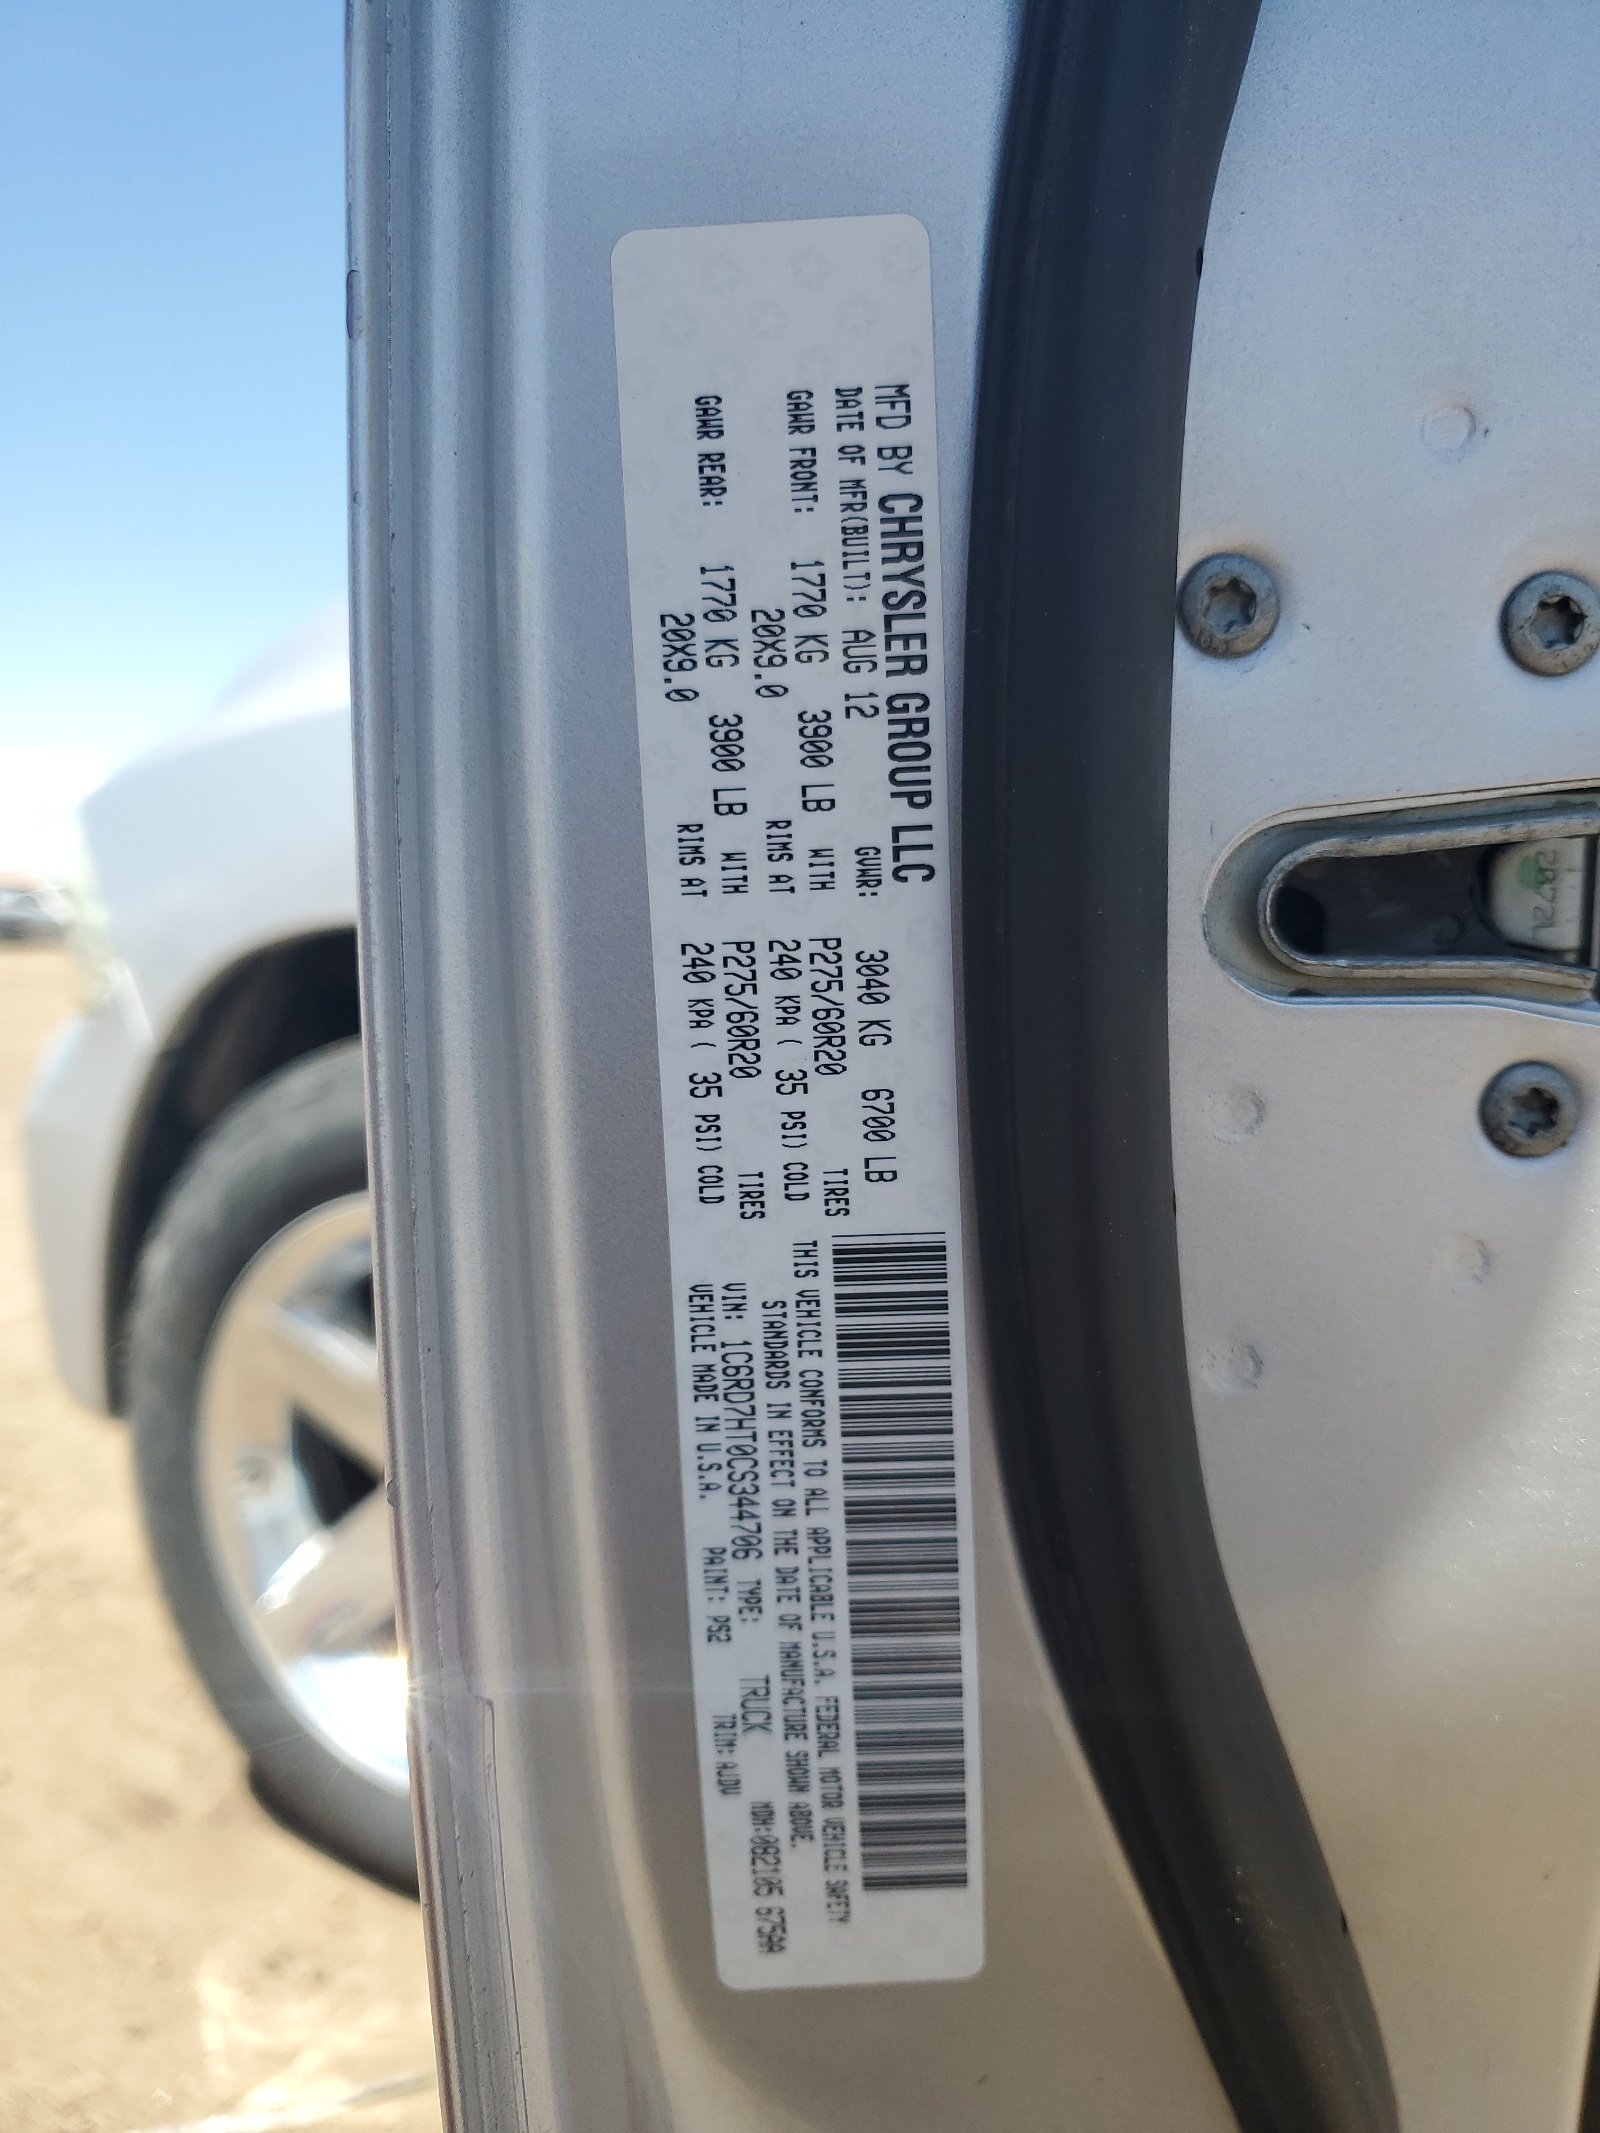 MFD BY CHRYSLER GROUP LLC
DATE OF MFR(BUILT): AUG 12 GVWR: 3040 KG 6700 LB
GAWR FRONT: 1770 KG 3900 LB WITH P275/60R20 TIRES
20X9.0 RIMS AT 240 KPA ( 35 PSI) COLD
GAWR REAR: 1770 KG 3900 LB WITH P275/60R20 TIRES
20X9.0 RIMS AT 240 KPA ( 35 PSI) COLD
THIS VEHICLE CONFORMS TO ALL APPLICABLE U.S.A. FEDERAL MOTOR VEHICLE SAFETY
STANDARDS IN EFFECT ON THE DATE OF MANUFACTURE SHOWN ABOVE.
VIN: 1C6RD7HT0CS344706 TYPE: TRUCK MDH:082105 675AA
VEHICLE MADE IN U.S.A. PAINT: PS2 TRIM: AJDV